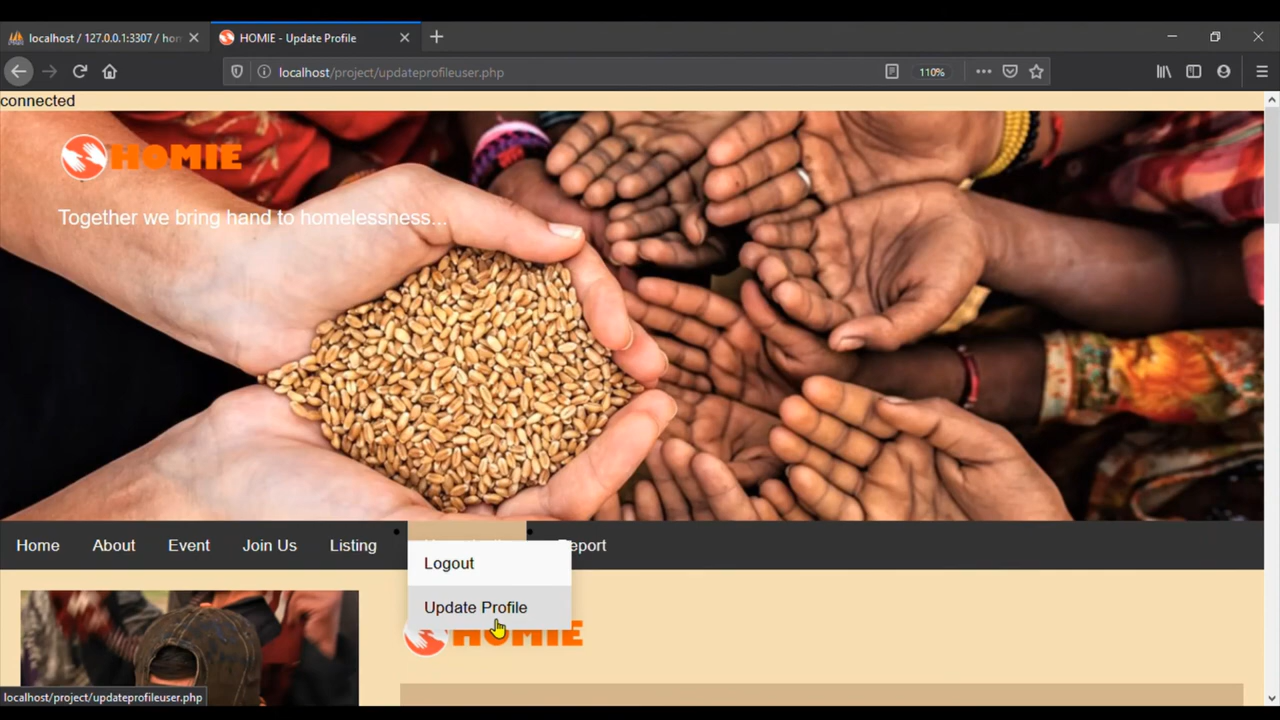 localhost / 127.0.0.1:3307 / hom
HOMIE - Update Profile
localhost/project/updateprofileuser.php
110%
connected
HOMIE
Together we bring hand to homelessness...
Home
About
Event
Join Us
Listing
Report
Logout
Update Profile
HOMIE
localhost/project/updateprofileuser.php